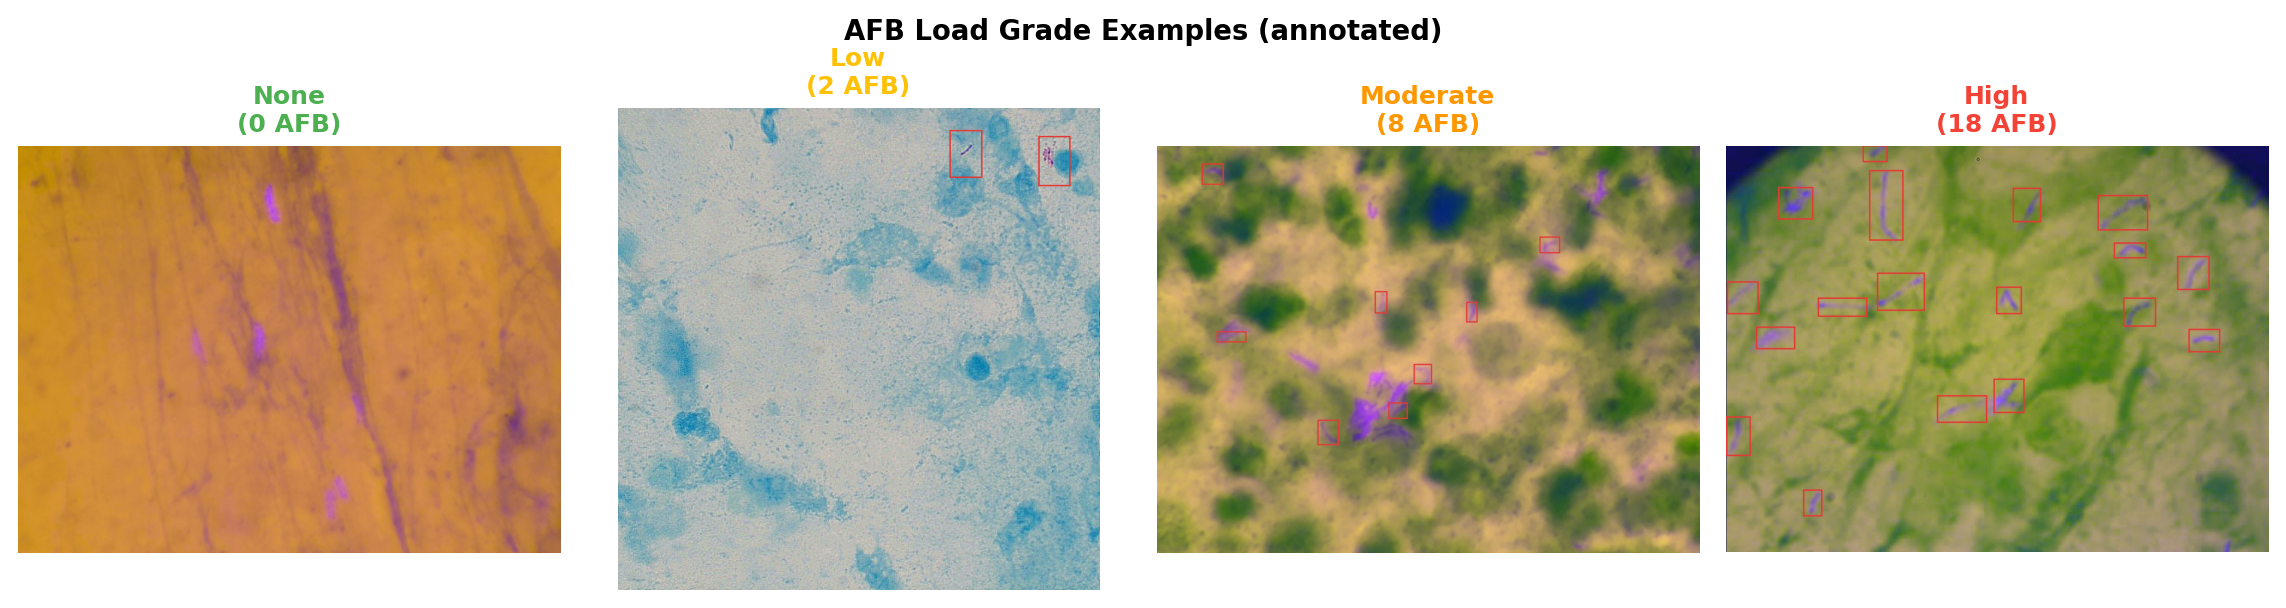 AFB Load Grade Examples (annotated)
None
(0 AFB)
Low
(2 AFB)
Moderate
(8 AFB)
High
(18 AFB)